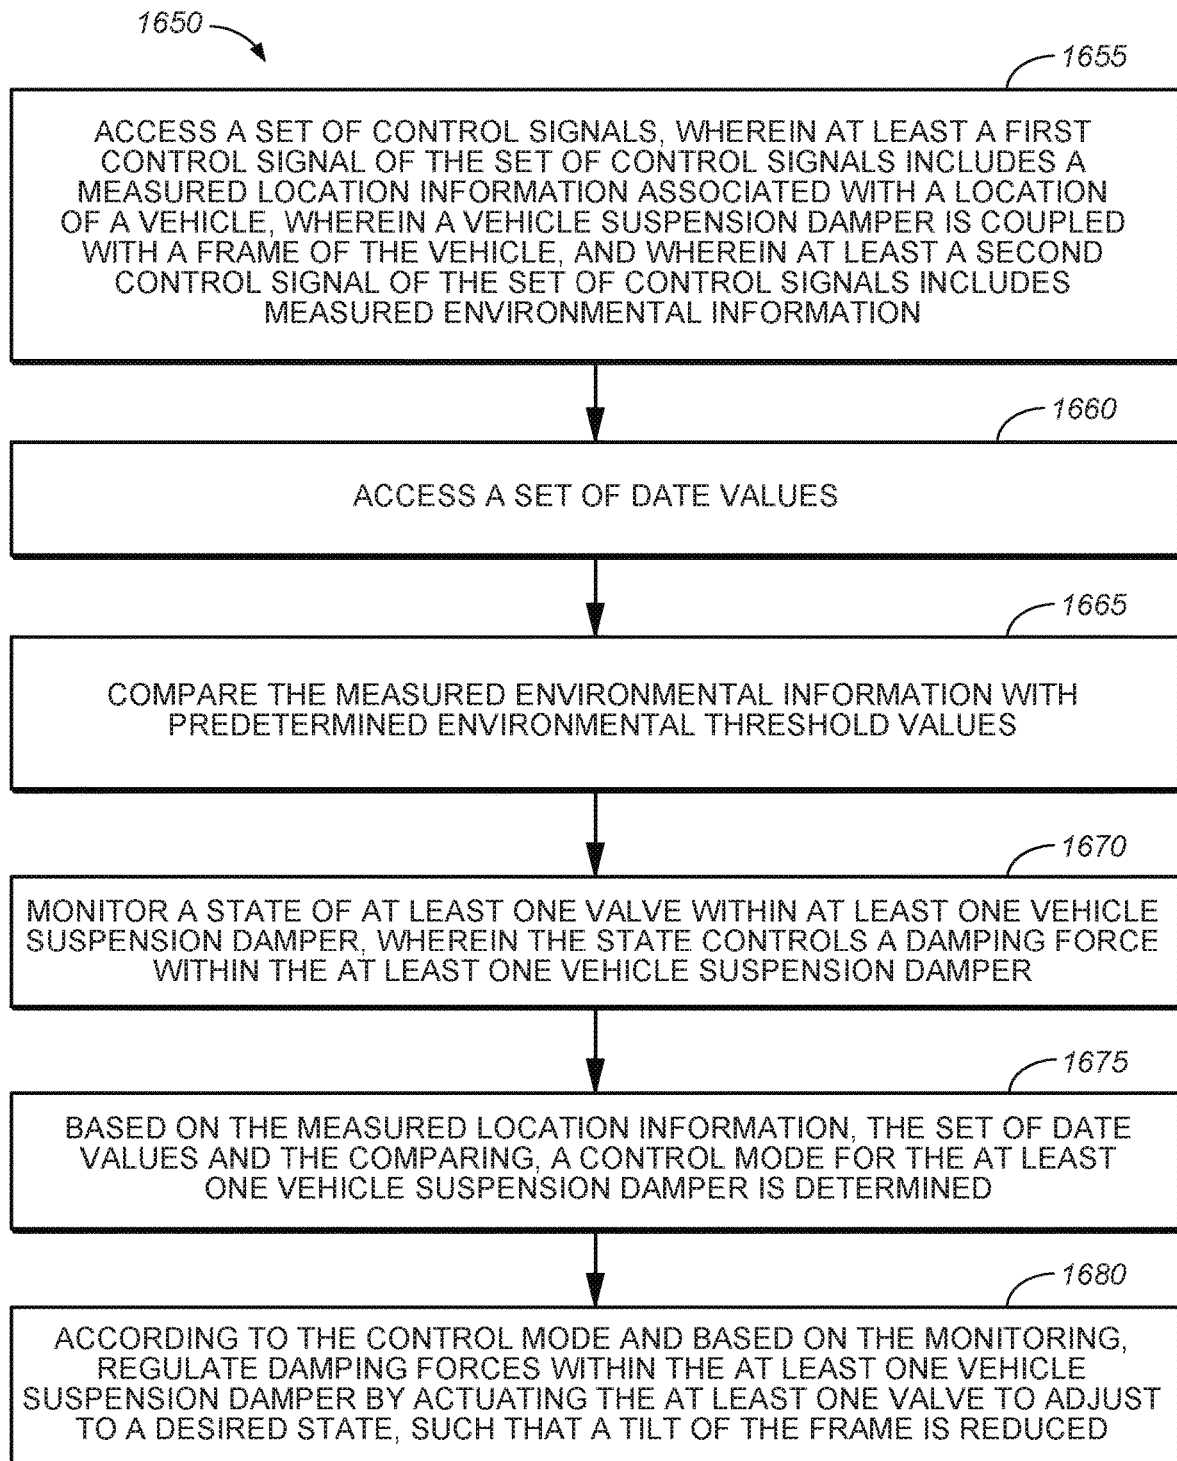 1650
1655
ACCESS A SET OF CONTROL SIGNALS, WHEREIN AT LEAST A FIRST
CONTROL SIGNAL OF THE SET OF CONTROL SIGNALS INCLUDES A
MEASURED LOCATION INFORMATION ASSOCIATED WITH A LOCATION
OF A VEHICLE, WHEREIN A VEHICLE SUSPENSION DAMPER IS COUPLED
WITH A FRAME OF THE VEHICLE, AND WHEREIN AT LEAST A SECOND
CONTROL SIGNAL OF THE SET OF CONTROL SIGNALS INCLUDES
MEASURED ENVIRONMENTAL INFORMATION
1660
ACCESS A SET OF DATE VALUES
1665
COMPARE THE MEASURED ENVIRONMENTAL INFORMATION WITH
PREDETERMINED ENVIRONMENTAL THRESHOLD VALUES
1670
MONITOR A STATE OF AT LEAST ONE VALVE WITHIN AT LEAST ONE VEHICLE
SUSPENSION DAMPER, WHEREIN THE STATE CONTROLS A DAMPING FORCE
WITHIN THE AT LEAST ONE VEHICLE SUSPENSION DAMPER
1675
BASED ON THE MEASURED LOCATION INFORMATION, THE SET OF DATE
VALUES AND THE COMPARING, A CONTROL MODE FOR THE AT LEAST
ONE VEHICLE SUSPENSION DAMPER IS DETERMINED
1680
ACCORDING TO THE CONTROL MODE AND BASED ON THE MONITORING,
REGULATE DAMPING FORCES WITHIN THE AT LEAST ONE VEHICLE
SUSPENSION DAMPER BY ACTUATING THE AT LEAST ONE VALVE TO ADJUST
TO A DESIRED STATE, SUCH THAT A TILT OF THE FRAME IS REDUCED